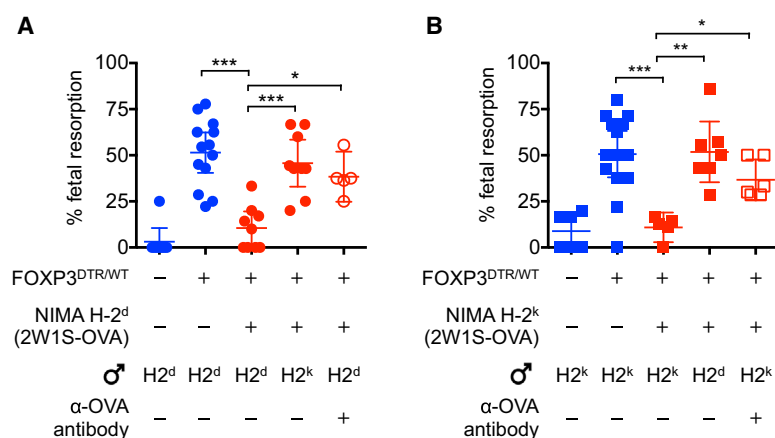 A
B
% fetal resorption
100
75
50
25
0
***
***
*
% fetal resorption
100
75
50
25
0
***
**
*
FOXP3DTR/WT − + + + +
NIMA H-2d
(2W1S-OVA) − − + + +
♂ H2d H2d H2d H2k H2d
α-OVA
antibody − − − − +
FOXP3DTR/WT − + + + +
NIMA H-2k
(2W1S-OVA) − − + + +
♂ H2k H2k H2k H2d H2k
α-OVA
antibody − − − − +